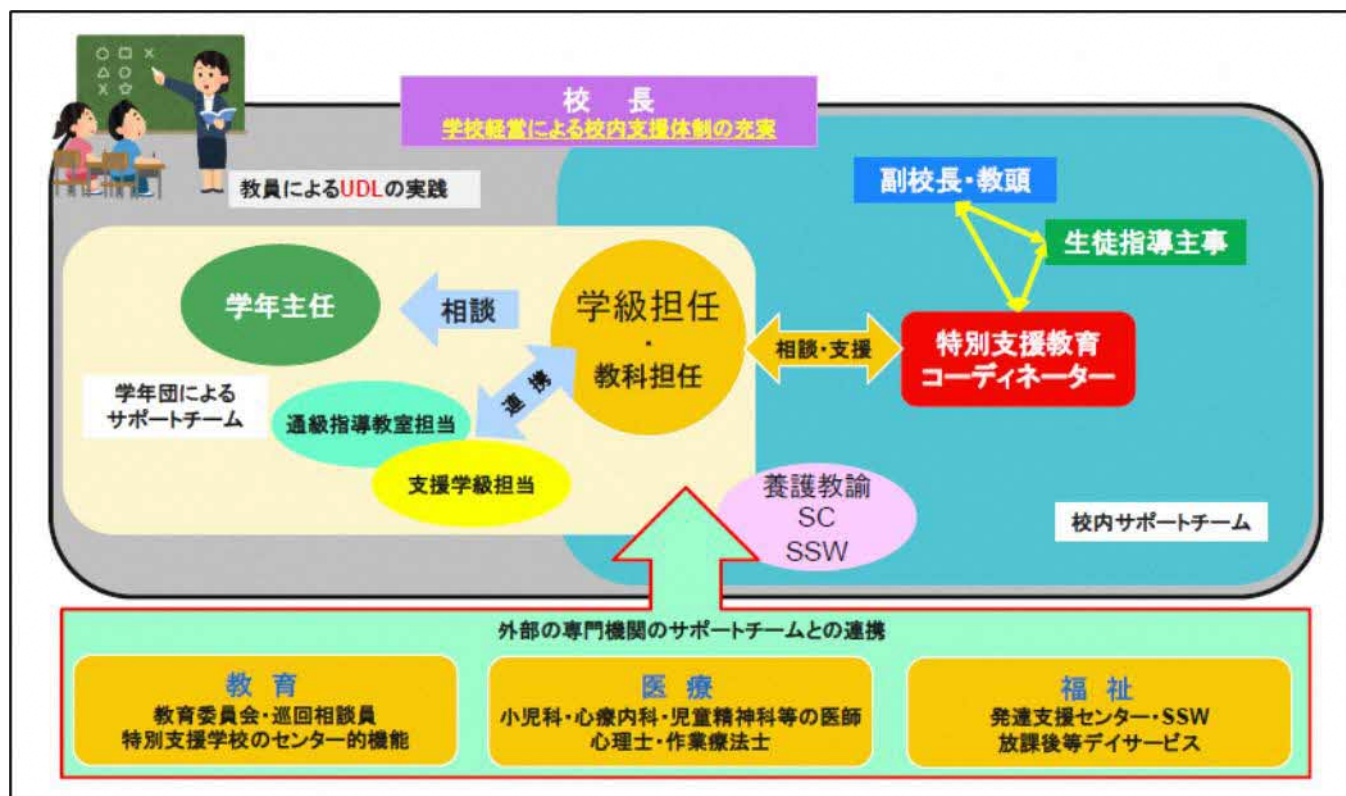 校 長
学校経営による校内支援体制の充実
教員によるUDLの実践
副校長・教頭
生徒指導主事
学年主任
相談
学級担任
・
教科担任
相談・支援
特別支援教育
コーディネーター
学年団による
サポートチーム
連携
通級指導教室担当
支援学級担当
養護教諭
SC
SSW
校内サポートチーム
外部の専門機関のサポートチームとの連携
教 育
教育委員会・巡回相談員
特別支援学校のセンター的機能
医 療
小児科・心療内科・児童精神科等の医師
心理士・作業療法士
福 祉
発達支援センター・SSW
放課後等デイサービス